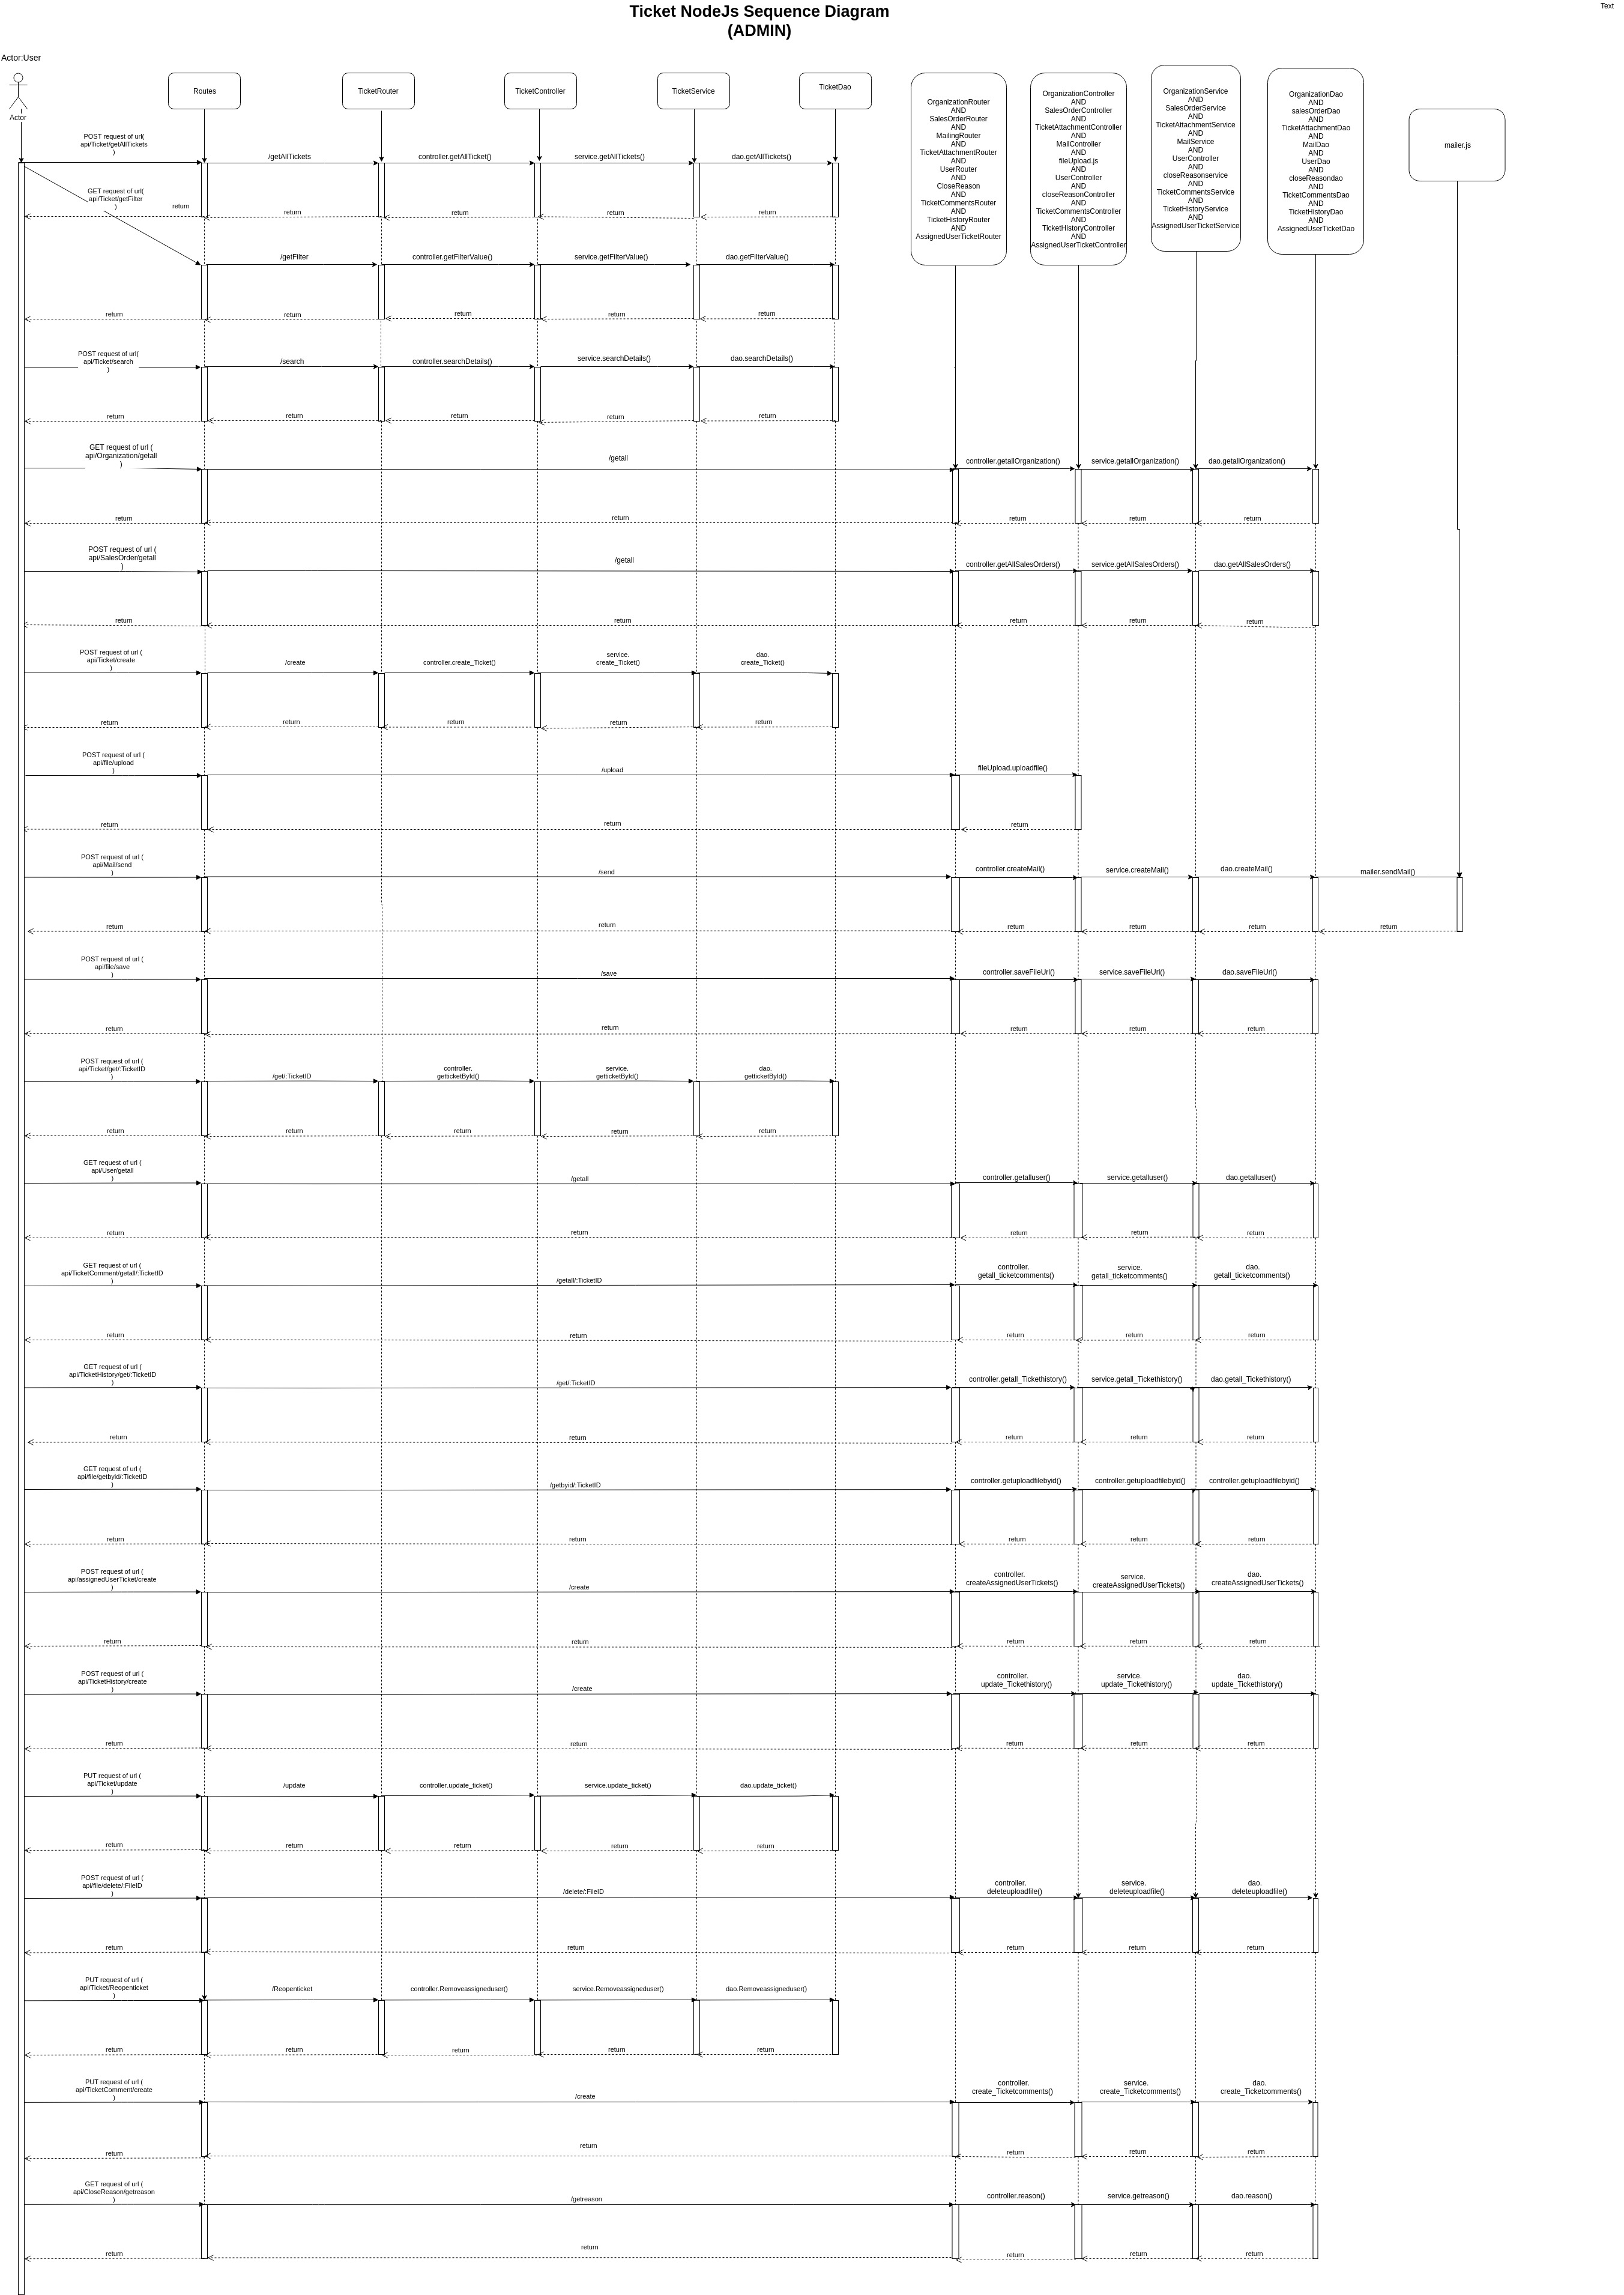 Ticket NodeJs Sequence Diagram
(ADMIN)
Text
Actor:User
Actor
Routes
TicketRouter
TicketController
TicketService
TicketDao
OrganizationRouter
AND
SalesOrderRouter
AND
MailingRouter
AND
TicketAttachmentRouter
AND
UserRouter
AND
CloseReason
AND
TicketCommentsRouter
AND
TicketHistoryRouter
AND
AssignedUserTicketRouter
OrganizationController
AND
SalesOrderController
AND
TicketAttachmentController
AND
MailController
AND
fileUpload.js
AND
UserController
AND
closeReasonController
AND
TicketCommentsController
AND
TicketHistoryController
AND
AssignedUserTicketController
OrganizationService
AND
SalesOrderService
AND
TicketAttachmentService
AND
MailService
AND
UserController
AND
closeReasonservice
AND
TicketCommentsService
AND
TicketHistoryService
AND
AssignedUserTicketService
OrganizationDao
AND
salesOrderDao
AND
TicketAttachmentDao
AND
MailDao
AND
UserDao
AND
closeReasondao
AND
TicketCommentsDao
AND
TicketHistoryDao
AND
AssignedUserTicketDao
mailer.js
POST request of url(
api/Ticket/getAllTickets
)
/getAllTickets
controller.getAllTicket()
service.getAllTickets()
dao.getAllTickets()
GET request of url(
api/Ticket/getFilter
)
return
return
return
return
return
/getFilter
controller.getFilterValue()
service.getFilterValue()
dao.getFilterValue()
return
return
return
return
return
POST request of url(
api/Ticket/search
)
/search
controller.searchDetails()
service.searchDetails()
dao.searchDetails()
return
return
return
return
return
GET request of url (
api/Organization/getall
)
/getall
controller.getallOrganization()
service.getallOrganization()
dao.getallOrganization()
return
return
return
return
return
POST request of url (
api/SalesOrder/getall
)
/getall
controller.getAllSalesOrders()
service.getAllSalesOrders()
dao.getAllSalesOrders()
return
return
return
return
return
POST request of url (
api/Ticket/create
)
/create
controller.create_Ticket()
service.
create_Ticket()
dao.
create_Ticket()
return
return
return
return
return
POST request of url (
api/file/upload
)
/upload
fileUpload.uploadfile()
return
return
return
POST request of url (
api/Mail/send
)
/send
controller.createMail()
service.createMail()
dao.createMail()
mailer.sendMail()
return
return
return
return
return
return
POST request of url (
api/file/save
)
/save
controller.saveFileUrl()
service.saveFileUrl()
dao.saveFileUrl()
return
return
return
return
return
POST request of url (
api/Ticket/get/:TicketID
)
/get/:TicketID
controller.
getticketById()
service.
getticketById()
dao.
getticketById()
return
return
return
return
return
GET request of url (
api/User/getall
)
/getall
controller.getalluser()
service.getalluser()
dao.getalluser()
return
return
return
return
return
GET request of url (
api/TicketComment/getall/:TicketID
)
/getall/:TicketID
controller.
getall_ticketcomments()
service.
getall_ticketcomments()
dao.
getall_ticketcomments()
return
return
return
return
return
GET request of url (
api/TicketHistory/get/:TicketID
)
/get/:TicketID
controller.getall_Tickethistory()
service.getall_Tickethistory()
dao.getall_Tickethistory()
return
return
return
return
return
GET request of url (
api/file/getbyid/:TicketID
)
/getbyid/:TicketID
controller.getuploadfilebyid()
controller.getuploadfilebyid()
controller.getuploadfilebyid()
return
return
return
return
return
POST request of url (
api/assignedUserTicket/create
)
/create
controller.
createAssignedUserTickets()
service.
createAssignedUserTickets()
dao.
createAssignedUserTickets()
return
return
return
return
return
POST request of url (
api/TicketHistory/create
)
/create
controller.
update_Tickethistory()
service.
update_Tickethistory()
dao.
update_Tickethistory()
return
return
return
return
return
PUT request of url (
api/Ticket/update
)
/update
controller.update_ticket()
service.update_ticket()
dao.update_ticket()
return
return
return
return
return
POST request of url (
api/file/delete/:FileID
)
/delete/:FileID
controller.
deleteuploadfile()
service.
deleteuploadfile()
dao.
deleteuploadfile()
return
return
return
return
return
PUT request of url (
api/Ticket/Reopenticket
)
/Reopenticket
controller.Removeassigneduser()
service.Removeassigneduser()
dao.Removeassigneduser()
return
return
return
return
return
PUT request of url (
api/TicketComment/create
)
/create
controller.
create_Ticketcomments()
service.
create_Ticketcomments()
dao.
create_Ticketcomments()
return
return
return
return
return
GET request of url (
api/CloseReason/getreason
)
/getreason
controller.reason()
service.getreason()
dao.reason()
return
return
return
return
return